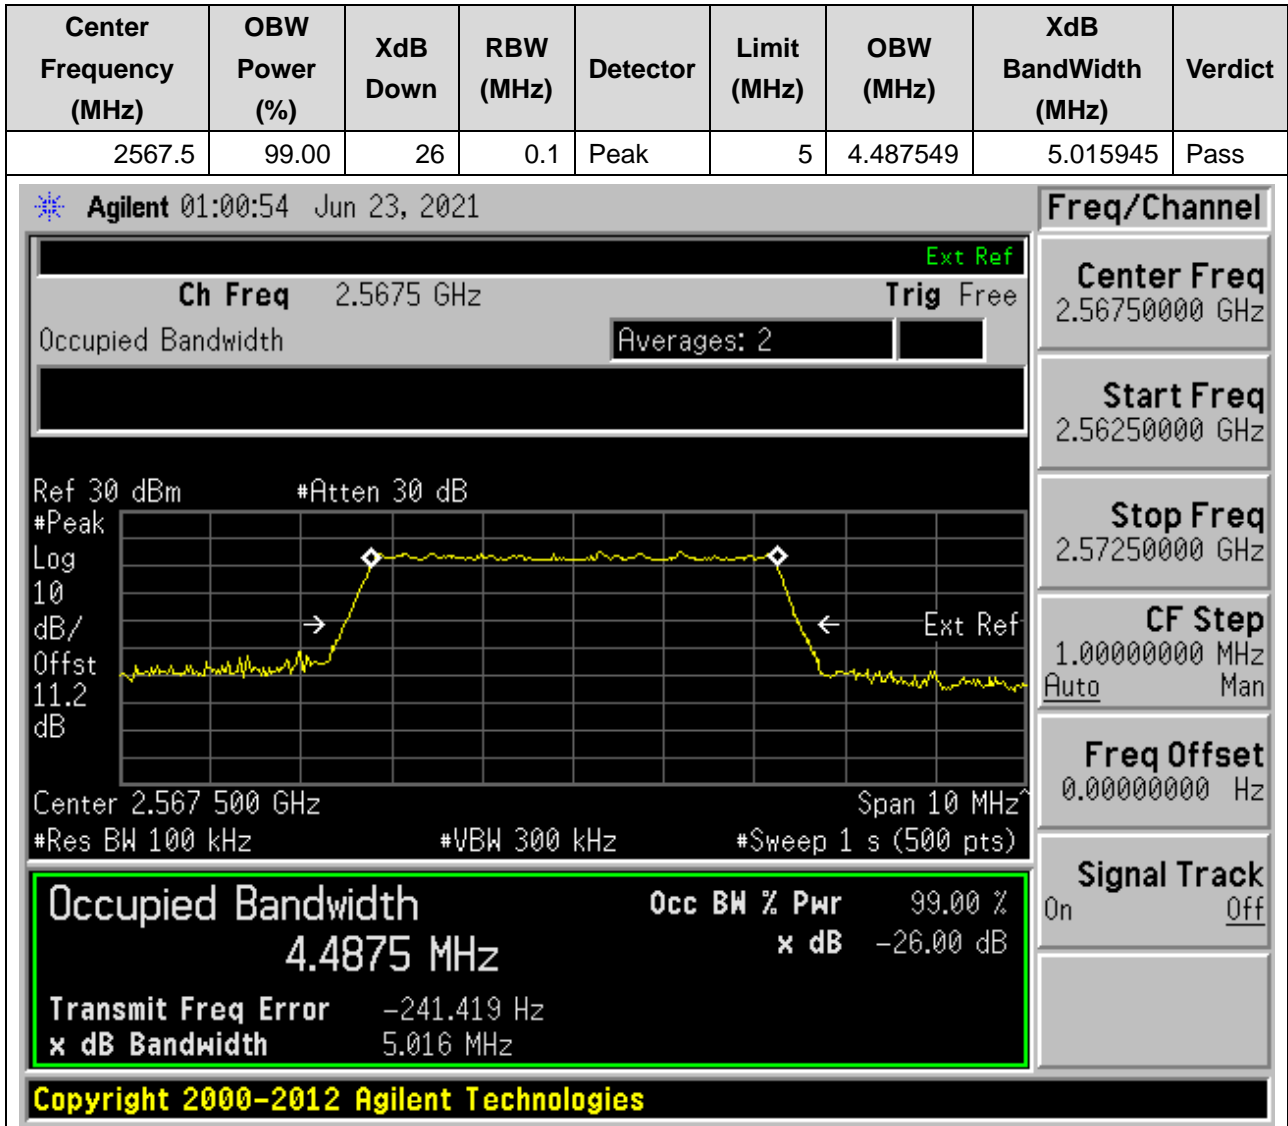 Center Frequency (MHz) OBW Power (%) XdB Down RBW (MHz) Detector Limit (MHz) OBW (MHz) XdB BandWidth (MHz) Verdict
2567.5 99.00 26 0.1 Peak 5 4.487549 5.015945 Pass
Agilent 01:00:54 Jun 23, 2021
Ext Ref
Ch Freq 2.5675 GHz Trig Free
Occupied Bandwidth Averages: 2
Ref 30 dBm #Atten 30 dB
#Peak
Log
10
dB/
Offst
11.2
dB
Ext Ref
Center 2.567 500 GHz Span 10 MHz^
#Res BW 100 kHz #VBW 300 kHz #Sweep 1 s (500 pts)
Occupied Bandwidth
4.4875 MHz
Occ BW % Pwr 99.00 %
x dB -26.00 dB
Transmit Freq Error -241.419 Hz
x dB Bandwidth 5.016 MHz
Copyright 2000-2012 Agilent Technologies
Freq/Channel
Center Freq
2.56750000 GHz
Start Freq
2.56250000 GHz
Stop Freq
2.57250000 GHz
CF Step
1.00000000 MHz
Auto Man
Freq Offset
0.00000000 Hz
Signal Track
On Off